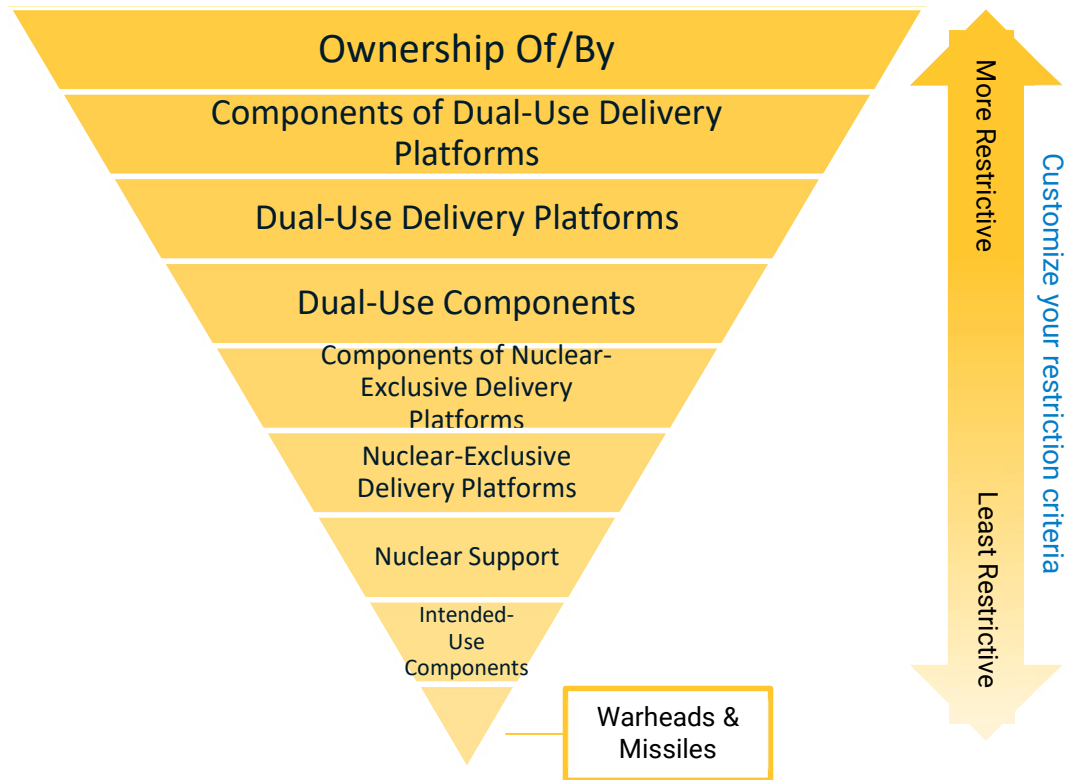 Ownership Of/By
Components of Dual-Use Delivery
Platforms
Dual-Use Delivery Platforms
Dual-Use Components
Components of Nuclear-
Exclusive Delivery
Platforms
Nuclear-Exclusive
Delivery Platforms
Nuclear Support
Intended-
Use
Components
Warheads &
Missiles
More Restrictive
Least Restrictive
Customize your restriction criteria